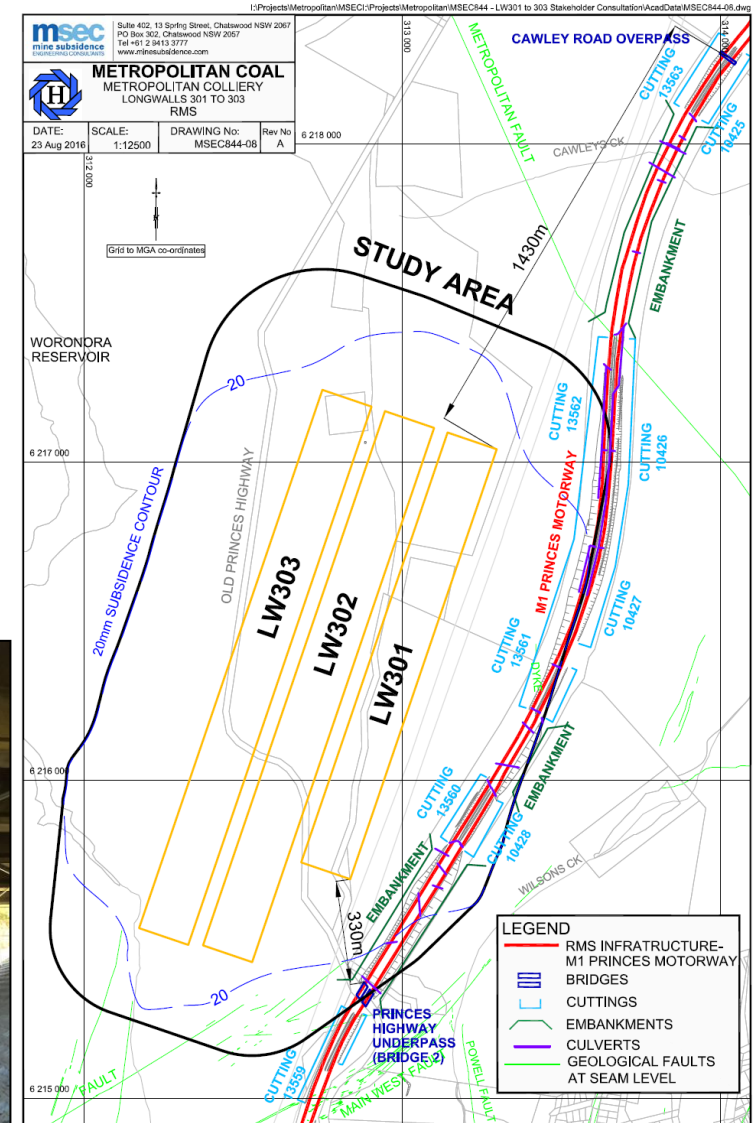 I:\Projects\Metropolitan\MSECI:\Projects\Metropolitan\MSEC844 - LW301 to 303 Stakeholder Consultation\AcadData\MSEC844-08.dwg
msec
mine subsidence
ENGINEERING CONSULTANTS
Suite 402, 13 Spring Street, Chatswood NSW 2067
PO Box 302, Chatswood NSW 2057
Tel +61 2 9413 3777
www.minesubsidence.com
METROPOLITAN COAL
METROPOLITAN COLLIERY
LONGWALLS 301 TO 303
RMS
DATE:
23 Aug 2016
SCALE:
1:12500
DRAWING No:
MSEC844-08
Rev No
A
312 000
313 000
314 000
6 218 000
Grid to MGA co-ordinates
CAWLEY ROAD OVERPASS
METROPOLITAN FAULT
CUTTING
13563
CUTTING
10425
CAWLEYS CK
EMBANKMENT
1430m
STUDY AREA
WORONORA
RESERVOIR
20
CUTTING
13562
CUTTING
10426
6 217 000
OLD PRINCES HIGHWAY
20mm SUBSIDENCE CONTOUR
M1 PRINCES MOTORWAY
LW303
LW302
LW301
CUTTING
10427
CUTTING
13561
DYKE
6 216 000
EMBANKMENT
CUTTING
13560
CUTTING
10428
EMBANKMENT
WILSONS CK
330m
20
PRINCES
HIGHWAY
UNDERPASS
(BRIDGE 2)
CUTTING
13559
FAULT
MAIN WEST FAULT
POWELL FAULT
6 215 000
LEGEND
RMS INFRATRUCTURE-
M1 PRINCES MOTORWAY
BRIDGES
CUTTINGS
EMBANKMENTS
CULVERTS
GEOLOGICAL FAULTS
AT SEAM LEVEL